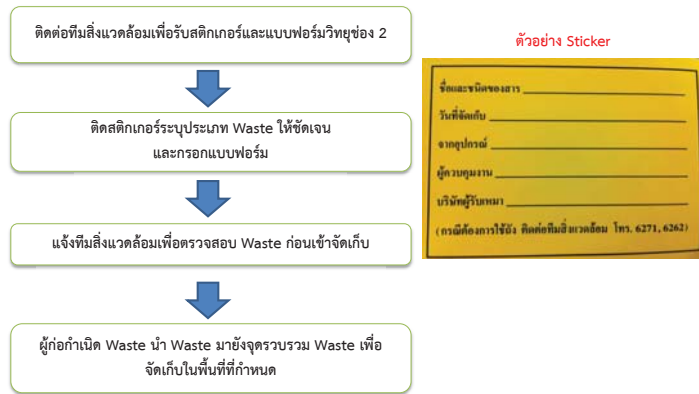 ติดต่อทีมสิ่งแวดล้อมเพื่อรับสติกเกอร์และแบบฟอร์มวิทยุช่อง 2
ติดสติกเกอร์ระบุประเภท Waste ให้ชัดเจน
และกรอกแบบฟอร์ม
แจ้งทีมสิ่งแวดล้อมเพื่อตรวจสอบ Waste ก่อนเข้าจัดเก็บ
ผู้ก่อกำเนิด Waste นำ Waste มายังจุดรวบรวม Waste เพื่อ
จัดเก็บในพื้นที่ที่กำหนด
ตัวอย่าง Sticker
ชื่อและชนิดของสาร
วันที่จัดเก็บ
จากอุปกรณ์
ผู้ควบคุมงาน
บริษัทผู้รับเหมา
(กรณีต้องการใช้ถัง ติดต่อทีมสิ่งแวดล้อม โทร. 6271, 6262)